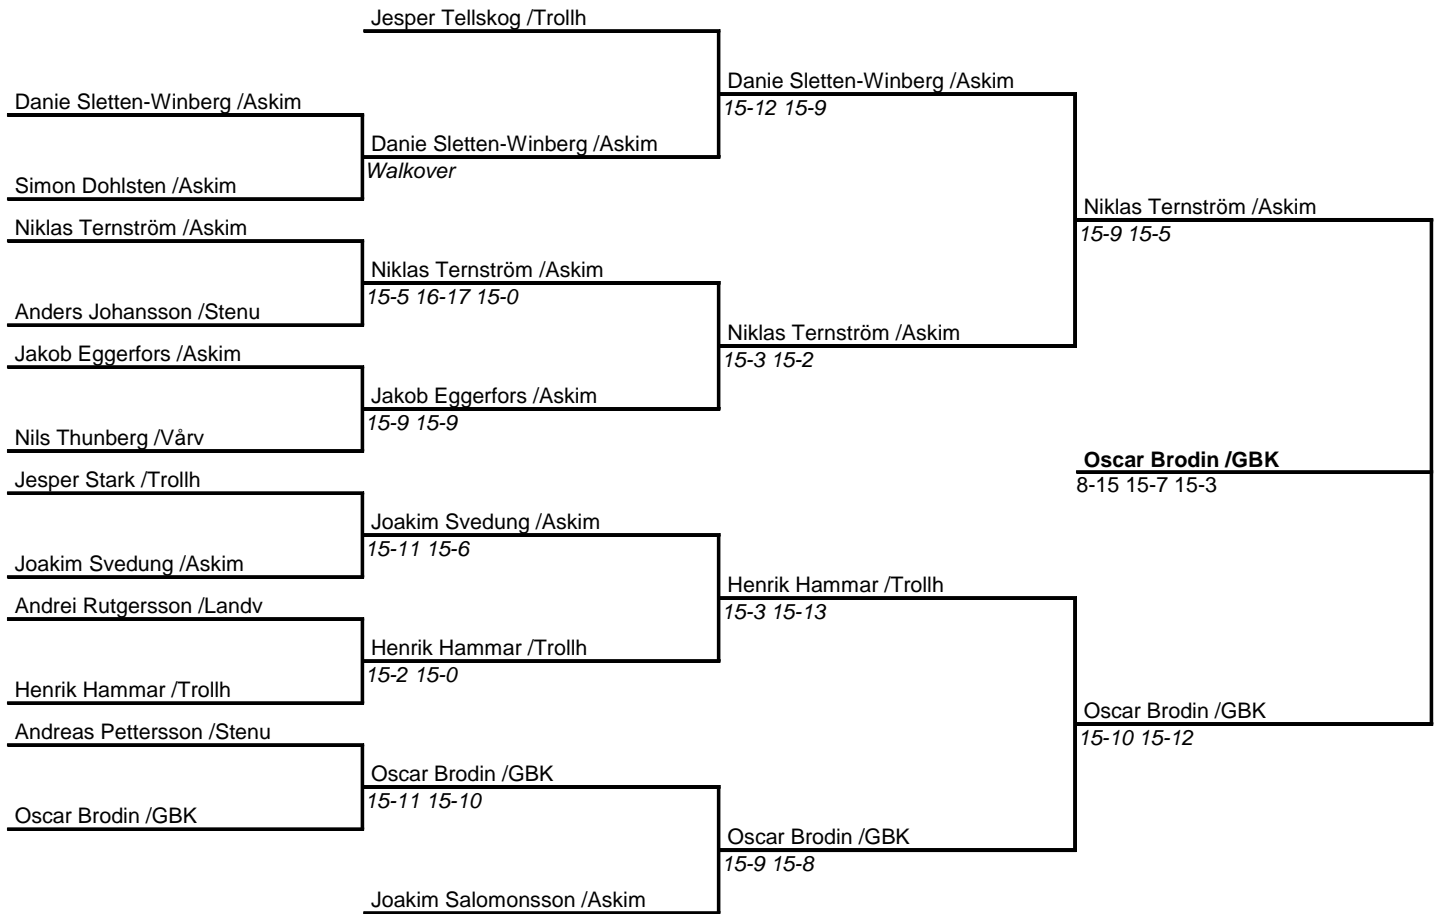 Jesper Tellskog /Trollh
Danie Sletten-Winberg /Askim
Danie Sletten-Winberg /Askim
15-12 15-9
Danie Sletten-Winberg /Askim
Walkover
Simon Dohlsten /Askim
Niklas Ternström /Askim
15-9 15-5
Niklas Ternström /Askim
Niklas Ternström /Askim
15-5 16-17 15-0
Anders Johansson /Stenu
Niklas Ternström /Askim
15-3 15-2
Jakob Eggerfors /Askim
Jakob Eggerfors /Askim
15-9 15-9
Nils Thunberg /Vårv
Oscar Brodin /GBK
8-15 15-7 15-3
Jesper Stark /Trollh
Joakim Svedung /Askim
15-11 15-6
Joakim Svedung /Askim
Henrik Hammar /Trollh
15-3 15-13
Andrei Rutgersson /Landv
Henrik Hammar /Trollh
15-2 15-0
Henrik Hammar /Trollh
Oscar Brodin /GBK
15-10 15-12
Andreas Pettersson /Stenu
Oscar Brodin /GBK
15-11 15-10
Oscar Brodin /GBK
Oscar Brodin /GBK
15-9 15-8
Joakim Salomonsson /Askim